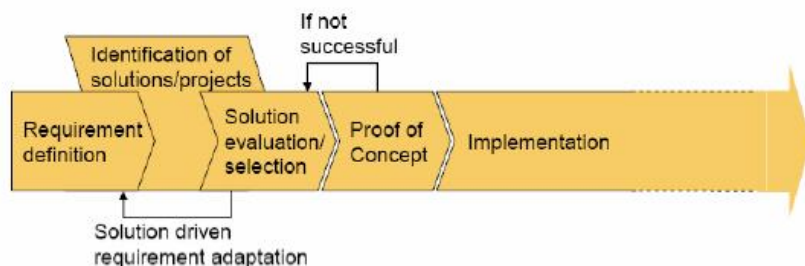 If not
successful
Identification of
solutions/projects
Requirement
definition
Solution
evaluation/
selection
Proof of
Concept
Implementation
Solution driven
requirement adaptation